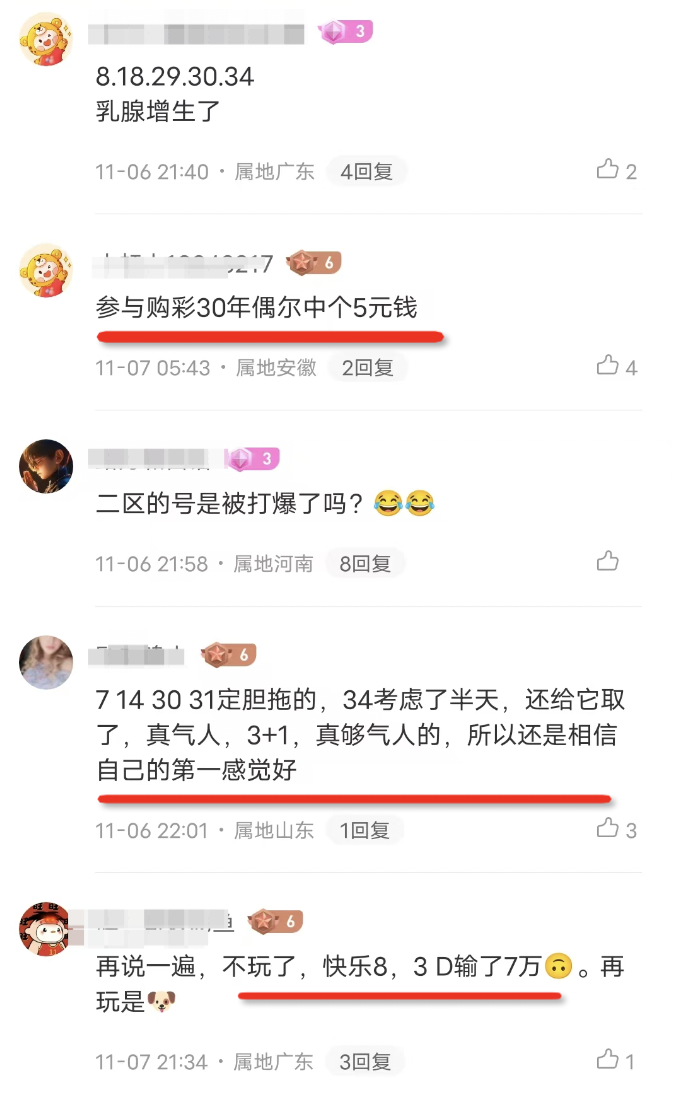 3
8.18.29.30.34
乳腺增生了
11-06 21:40 · 属地广东 4回复 2
6
参与购彩30年偶尔中个5元钱
11-07 05:43 · 属地安徽 2回复 4
3
二区的号是被打爆了吗？😂😂
11-06 21:58 · 属地河南 8回复
6
7 14 30 31定胆拖的，34考虑了半天，还给它取
了，真气人，3+1，真够气人的，所以还是相信
自己的第一感觉好
11-06 22:01 · 属地山东 1回复 3
6
再说一遍，不玩了，快乐8，3 D输了7万🙃。再
玩是🐶
11-07 21:34 · 属地广东 3回复 1